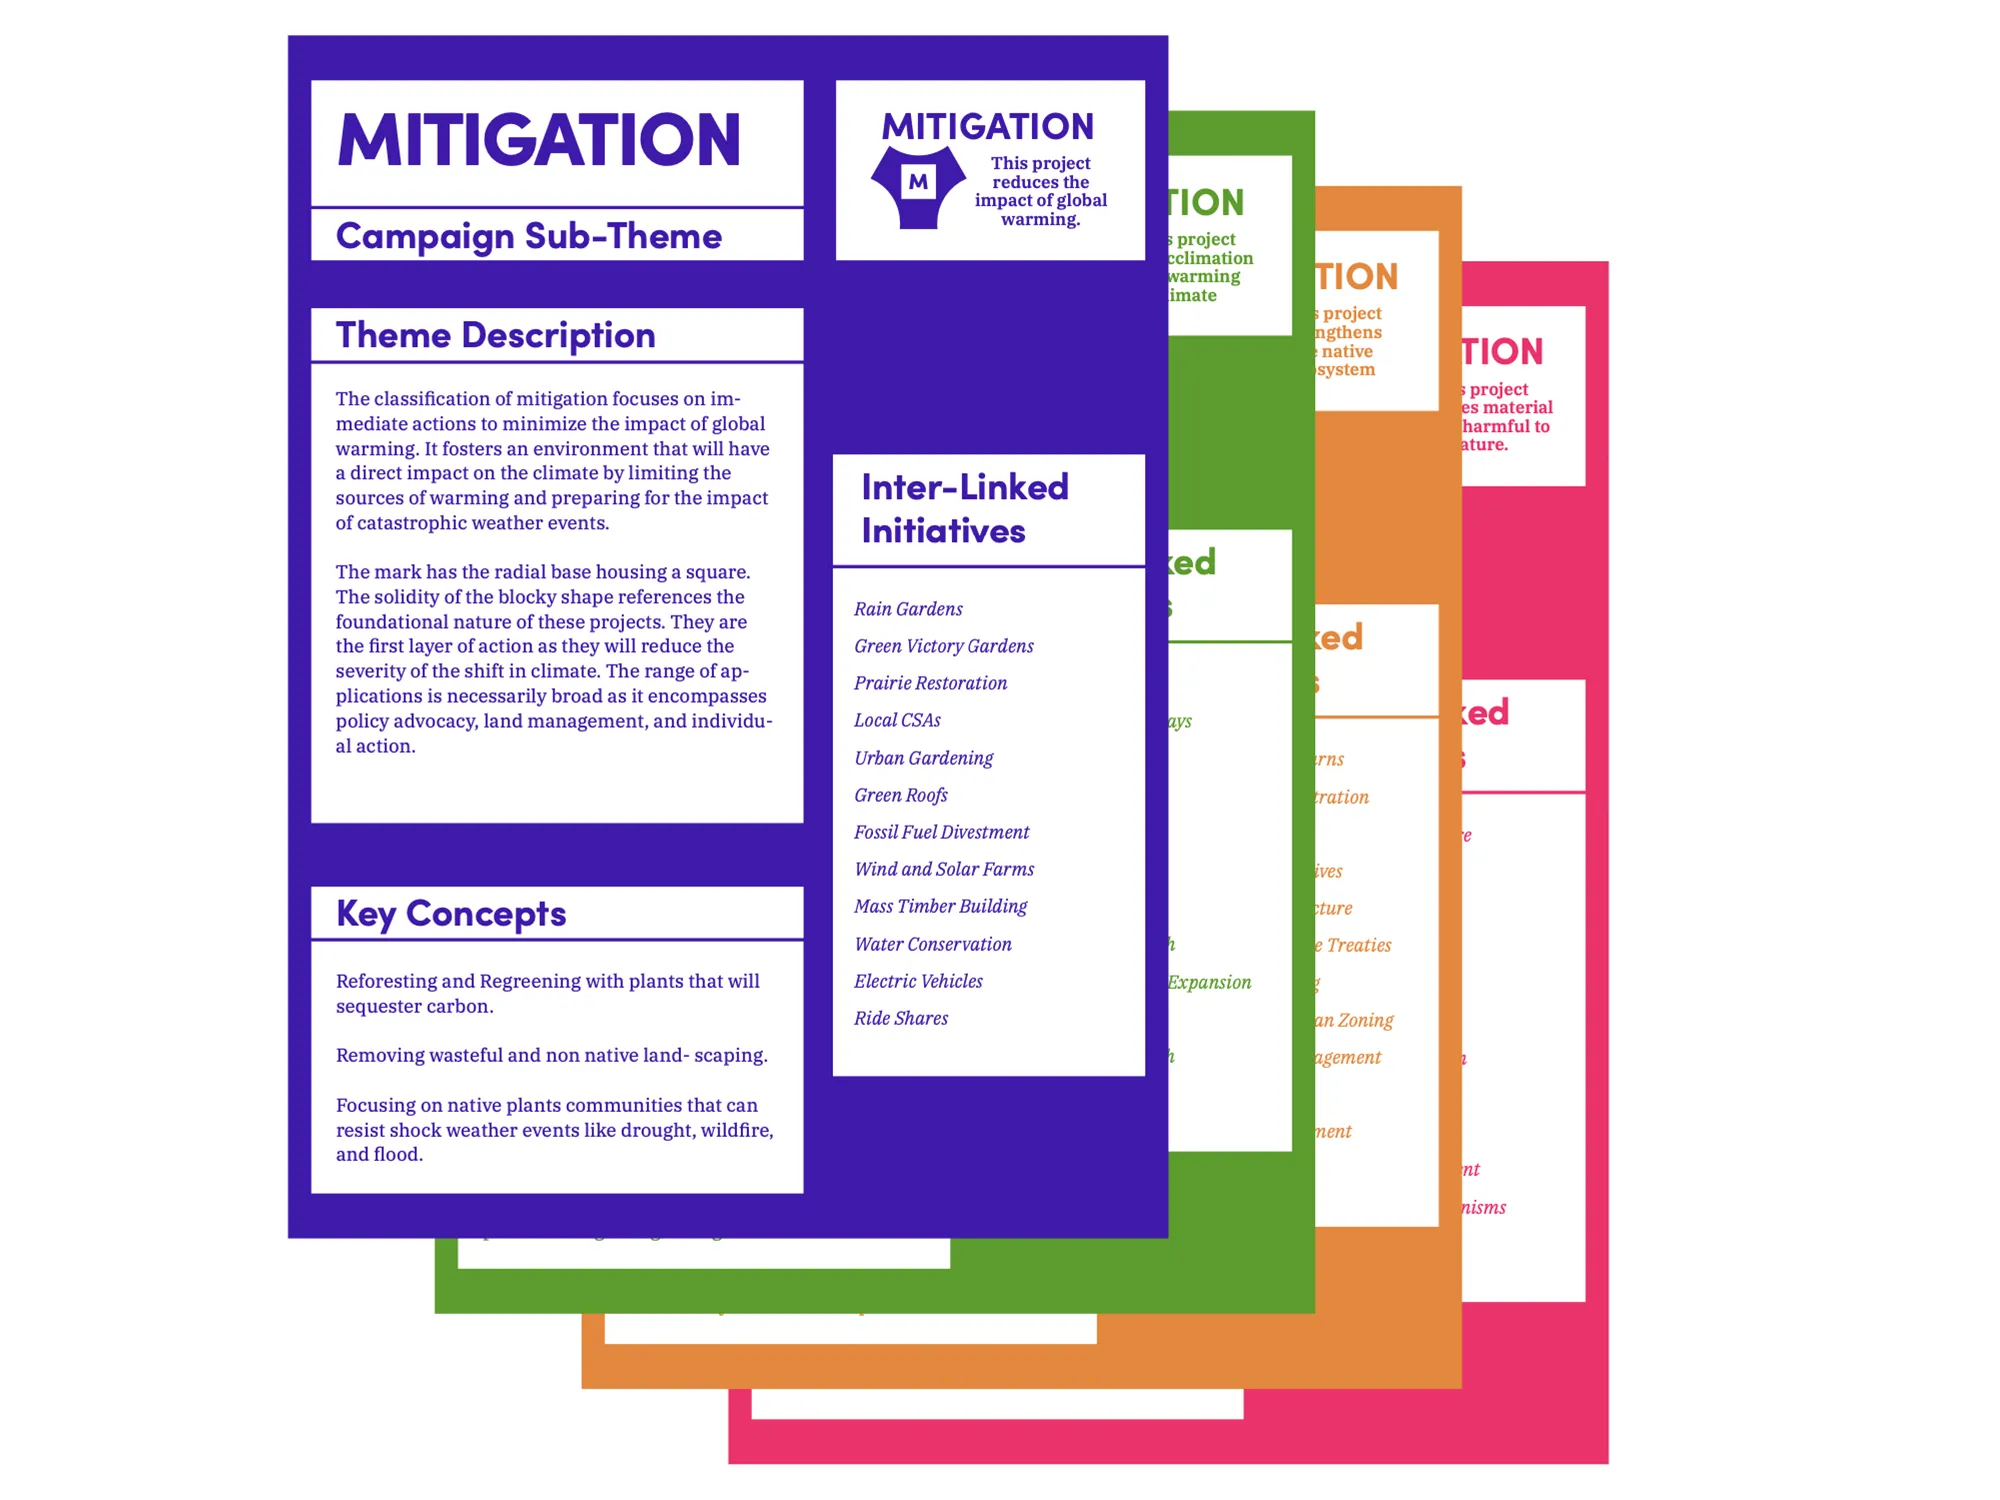 MITIGATION
Campaign Sub-Theme
MITIGATION
M
This project
reduces the
impact of global
warming.
Theme Description
The classification of mitigation focuses on im-
mediate actions to minimize the impact of global
warming. It fosters an environment that will have
a direct impact on the climate by limiting the
sources of warming and preparing for the impact
of catastrophic weather events.
The mark has the radial base housing a square.
The solidity of the blocky shape references the
foundational nature of these projects. They are
the first layer of action as they will reduce the
severity of the shift in climate. The range of ap-
plications is necessarily broad as it encompasses
policy advocacy, land management, and individu-
al action.
Key Concepts
Reforesting and Regreening with plants that will
sequester carbon.
Removing wasteful and non native land- scaping.
Focusing on native plants communities that can
resist shock weather events like drought, wildfire,
and flood.
Inter-Linked
Initiatives
Rain Gardens
Green Victory Gardens
Prairie Restoration
Local CSAs
Urban Gardening
Green Roofs
Fossil Fuel Divestment
Wind and Solar Farms
Mass Timber Building
Water Conservation
Electric Vehicles
Ride Shares
TION
s project
cclimation
warming
imate
ked
s
ays
h
Expansion
h
TION
s project
ngthens
e native
osystem
ked
s
urns
tration
ives
cture
e Treaties
g
an Zoning
agement
ment
TION
s project
es material
harmful to
ature.
ked
s
re
n
nt
nisms